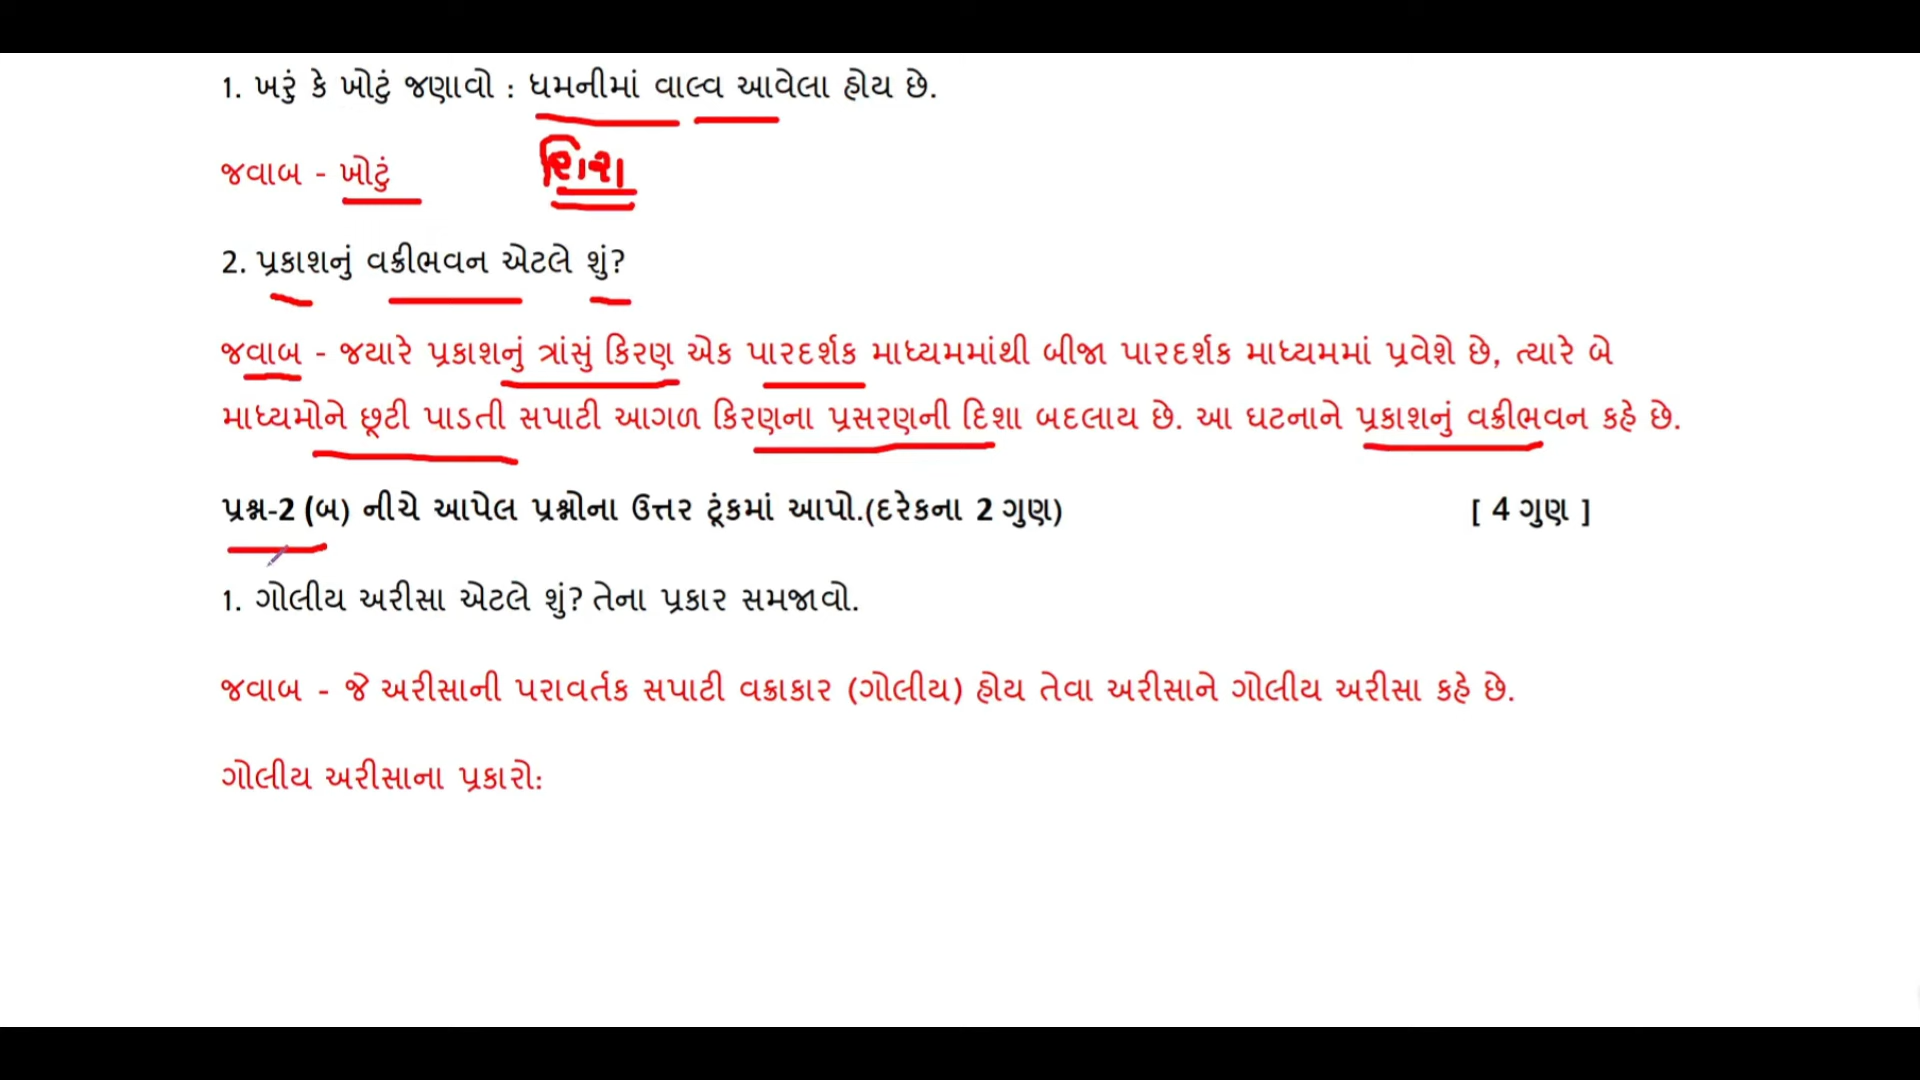 1. ખરું કે ખોટું જણાવો : ધમનીમાં વાલ્વ આવેલા હોય છે.
જવાબ - ખોટું
શિરા
2. પ્રકાશનું વક્રીભવન એટલે શું?
જવાબ - જયારે પ્રકાશનું ત્રાંસું કિરણ એક પારદર્શક માધ્યમમાંથી બીજા પારદર્શક માધ્યમમાં પ્રવેશે છે, ત્યારે બે
માધ્યમોને છૂટી પાડતી સપાટી આગળ કિરણના પ્રસરણની દિશા બદલાય છે. આ ઘટનાને પ્રકાશનું વક્રીભવન કહે છે.
પ્રશ્ન-2 (બ) નીચે આપેલ પ્રશ્નોના ઉત્તર ટૂંકમાં આપો.(દરેકના 2 ગુણ) [ 4 ગુણ ]
1. ગોલીય અરીસા એટલે શું? તેના પ્રકાર સમજાવો.
જવાબ - જે અરીસાની પરાવર્તક સપાટી વક્રાકાર (ગોલીય) હોય તેવા અરીસાને ગોલીય અરીસા કહે છે.
ગોલીય અરીસાના પ્રકારો: